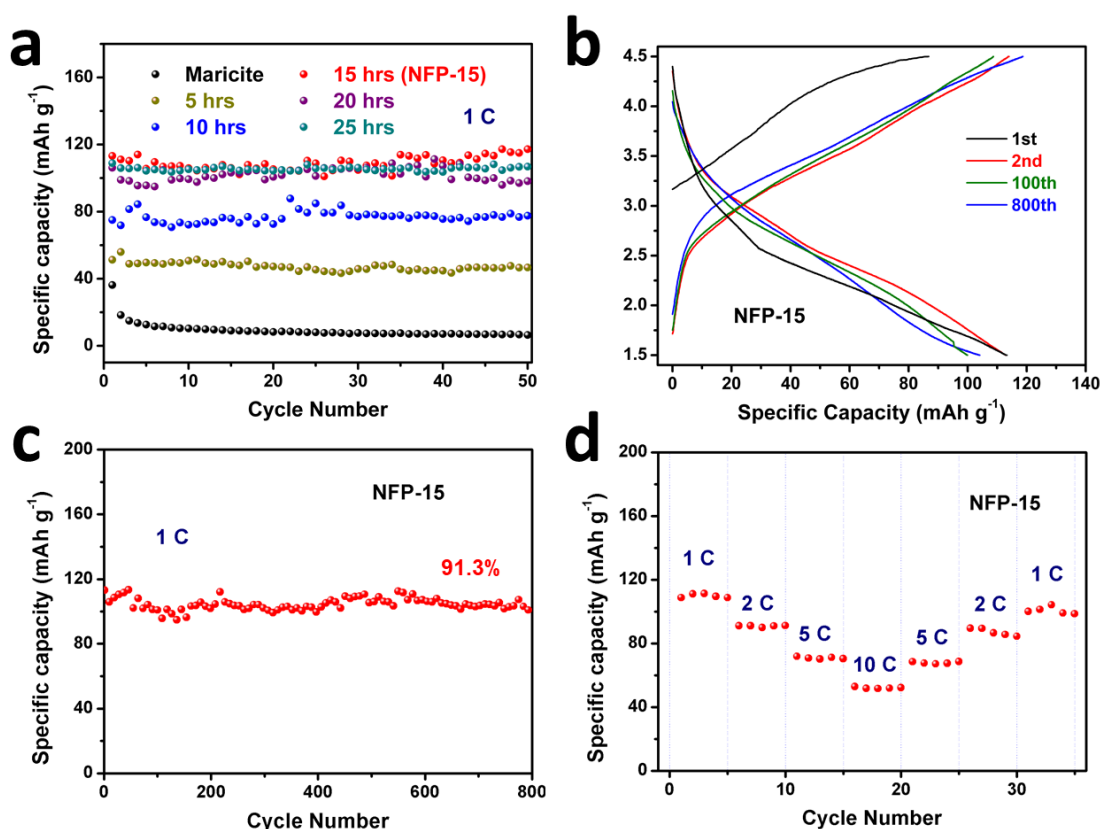 a
Specific capacity (mAh g⁻¹)
160
120
80
40
0
Maricite
5 hrs
10 hrs
15 hrs (NFP-15)
20 hrs
25 hrs
1 C
0 10 20 30 40 50
Cycle Number
b
4.5
4.0
3.5
3.0
2.5
2.0
1.5
1st
2nd
100th
800th
NFP-15
0 20 40 60 80 100 120 140
Specific Capacity (mAh g⁻¹)
c
Specific capacity (mAh g⁻¹)
200
160
120
80
40
0
NFP-15
1 C
91.3%
0 200 400 600 800
Cycle Number
d
Specific capacity (mAh g⁻¹)
200
160
120
80
40
0
NFP-15
1 C
2 C
5 C
10 C
5 C
2 C
1 C
0 10 20 30
Cycle Number